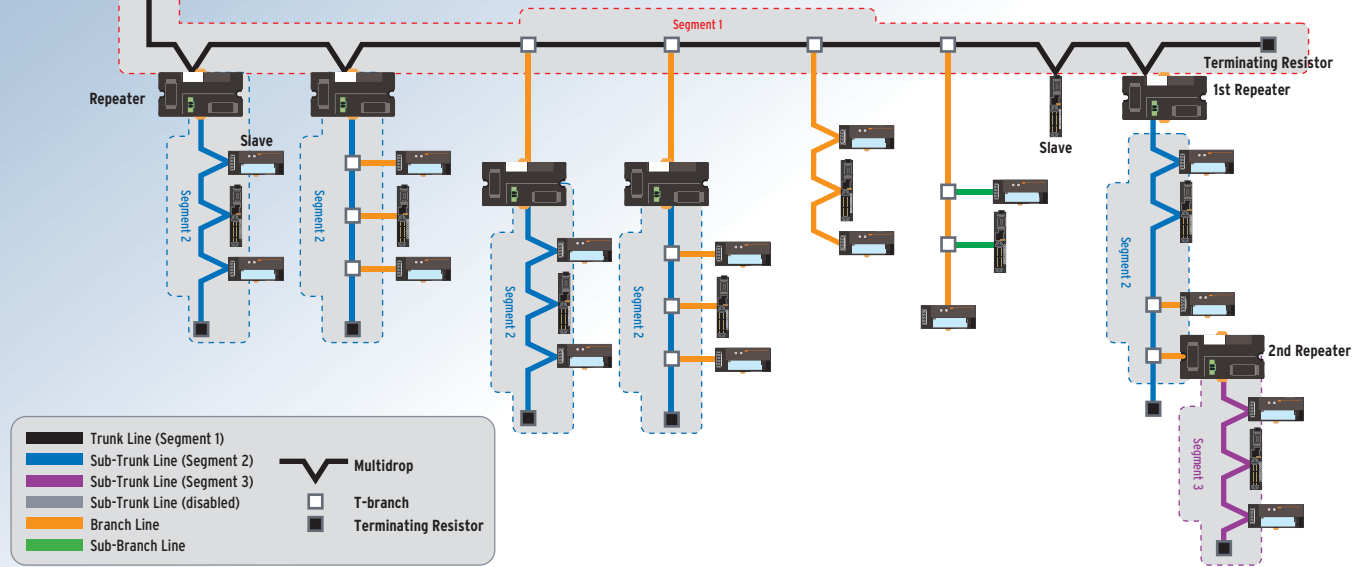 Segment 1
Terminating Resistor
Repeater
1st Repeater
Slave
Slave
Segment 2
Segment 2
Segment 2
Segment 2
Segment 2
2nd Repeater
Segment 3
Trunk Line (Segment 1)
Sub-Trunk Line (Segment 2)
Sub-Trunk Line (Segment 3)
Sub-Trunk Line (disabled)
Branch Line
Sub-Branch Line
Multidrop
T-branch
Terminating Resistor